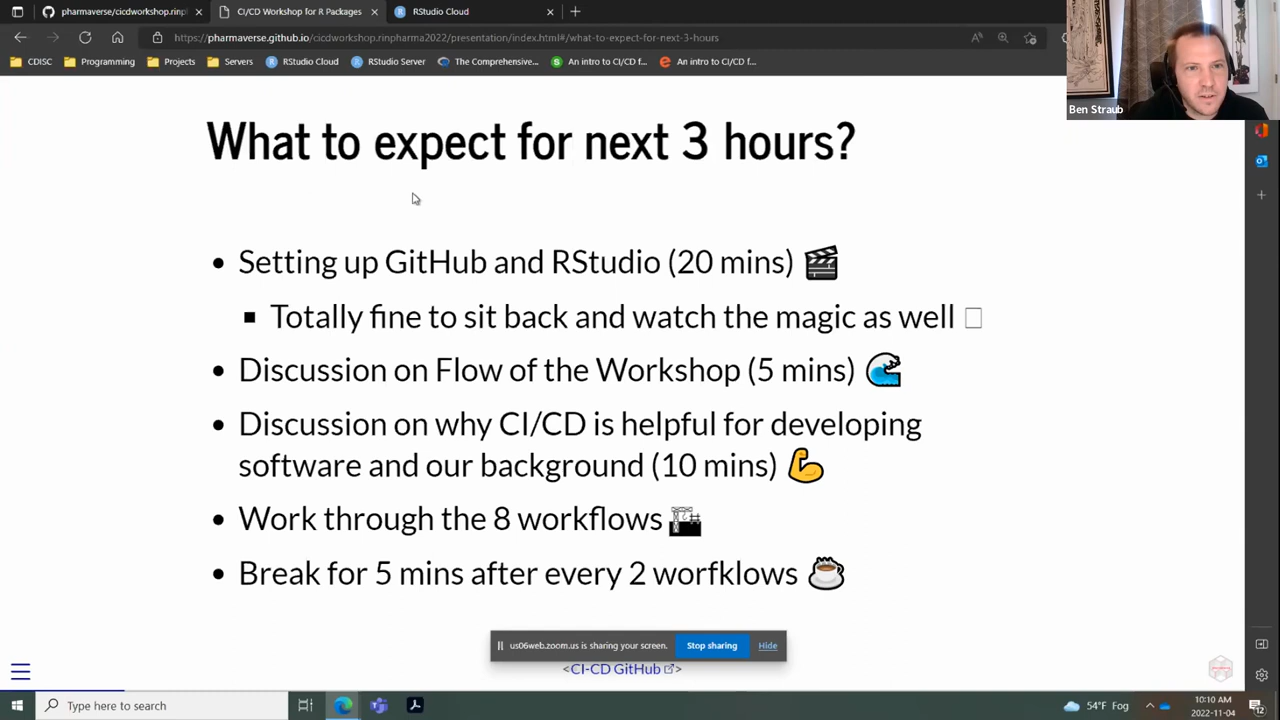 pharmaverse/cicdworkshop.rinp
CI/CD Workshop for R Packages
RStudio Cloud
https://pharmaverse.github.io/cicdworkshop.rinpharma2022/presentation/index.html#/what-to-expect-for-next-3-hours
CDISC
Programming
Projects
Servers
RStudio Cloud
RStudio Server
The Comprehensive...
An intro to CI/CD f...
An intro to CI/CD f...
Ben Straub
What to expect for next 3 hours?
Setting up GitHub and RStudio (20 mins)
Totally fine to sit back and watch the magic as well
Discussion on Flow of the Workshop (5 mins)
Discussion on why CI/CD is helpful for developing
software and our background (10 mins)
Work through the 8 workflows
Break for 5 mins after every 2 worfklows
us06web.zoom.us is sharing your screen.
Stop sharing
Hide
<CI-CD GitHub>
Type here to search
54°F Fog
10:10 AM
2022-11-04
12